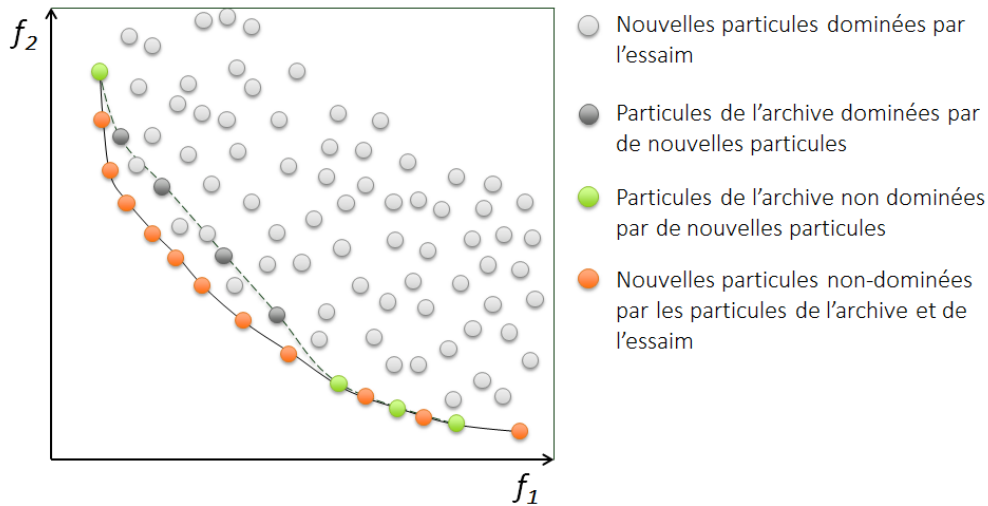 f2
Nouvelles particules dominées par
l’essaim
Particules de l’archive dominées par
de nouvelles particules
Particules de l’archive non dominées
par de nouvelles particules
Nouvelles particules non-dominées
par les particules de l’archive et de
l’essaim
f1